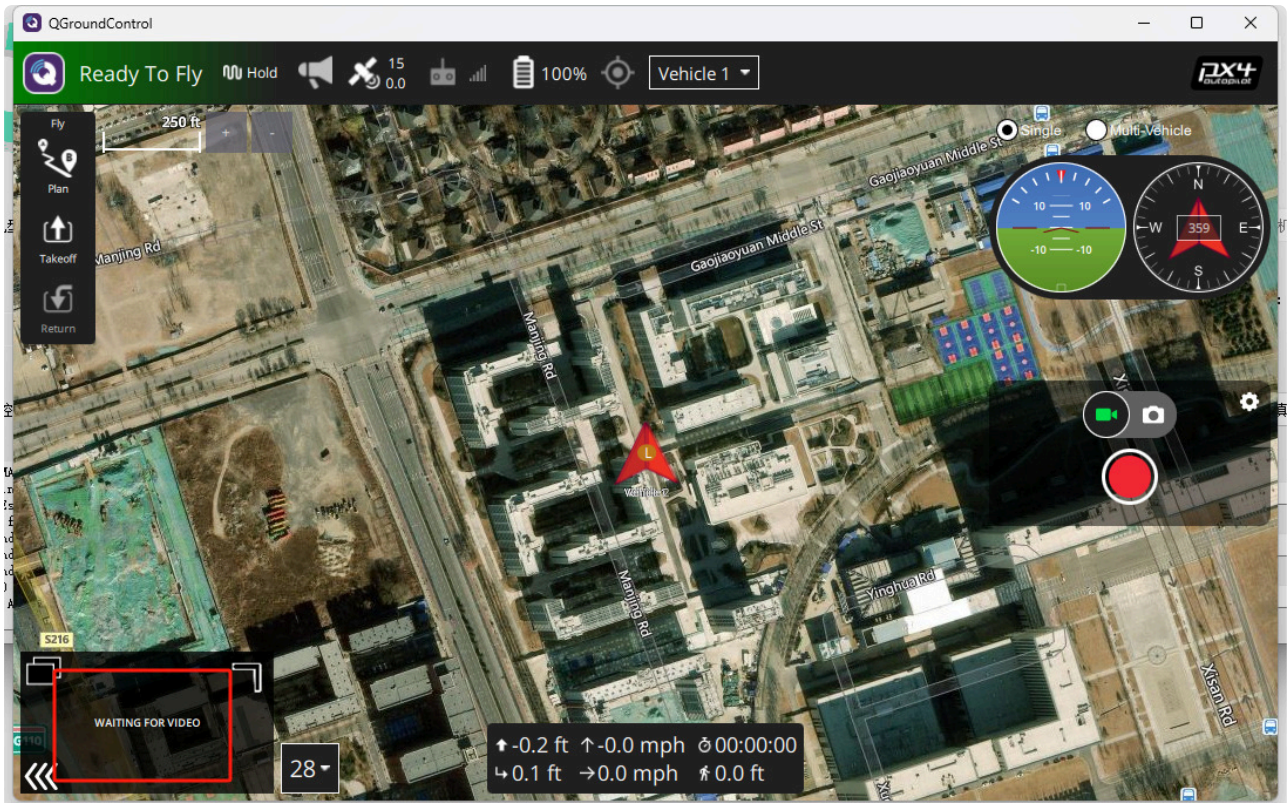 QGroundControl
Ready To Fly
Hold
15
0.0
100%
Vehicle 1
PX4
autopilot
Fly
250 ft
+
-
Single
Multi-Vehicle
Plan
Takeoff
Return
Gaojiaoyuan Middle St
Gaojiaoyuan Middle St
Manjing Rd
Manjing Rd
Manjing Rd
10
10
-10
-10
N
W
359
E
S
L
Yinghua Rd
Xisan Rd
S216
G110
WAITING FOR VIDEO
28
-0.2 ft
-0.0 mph
00:00:00
0.1 ft
0.0 mph
0.0 ft